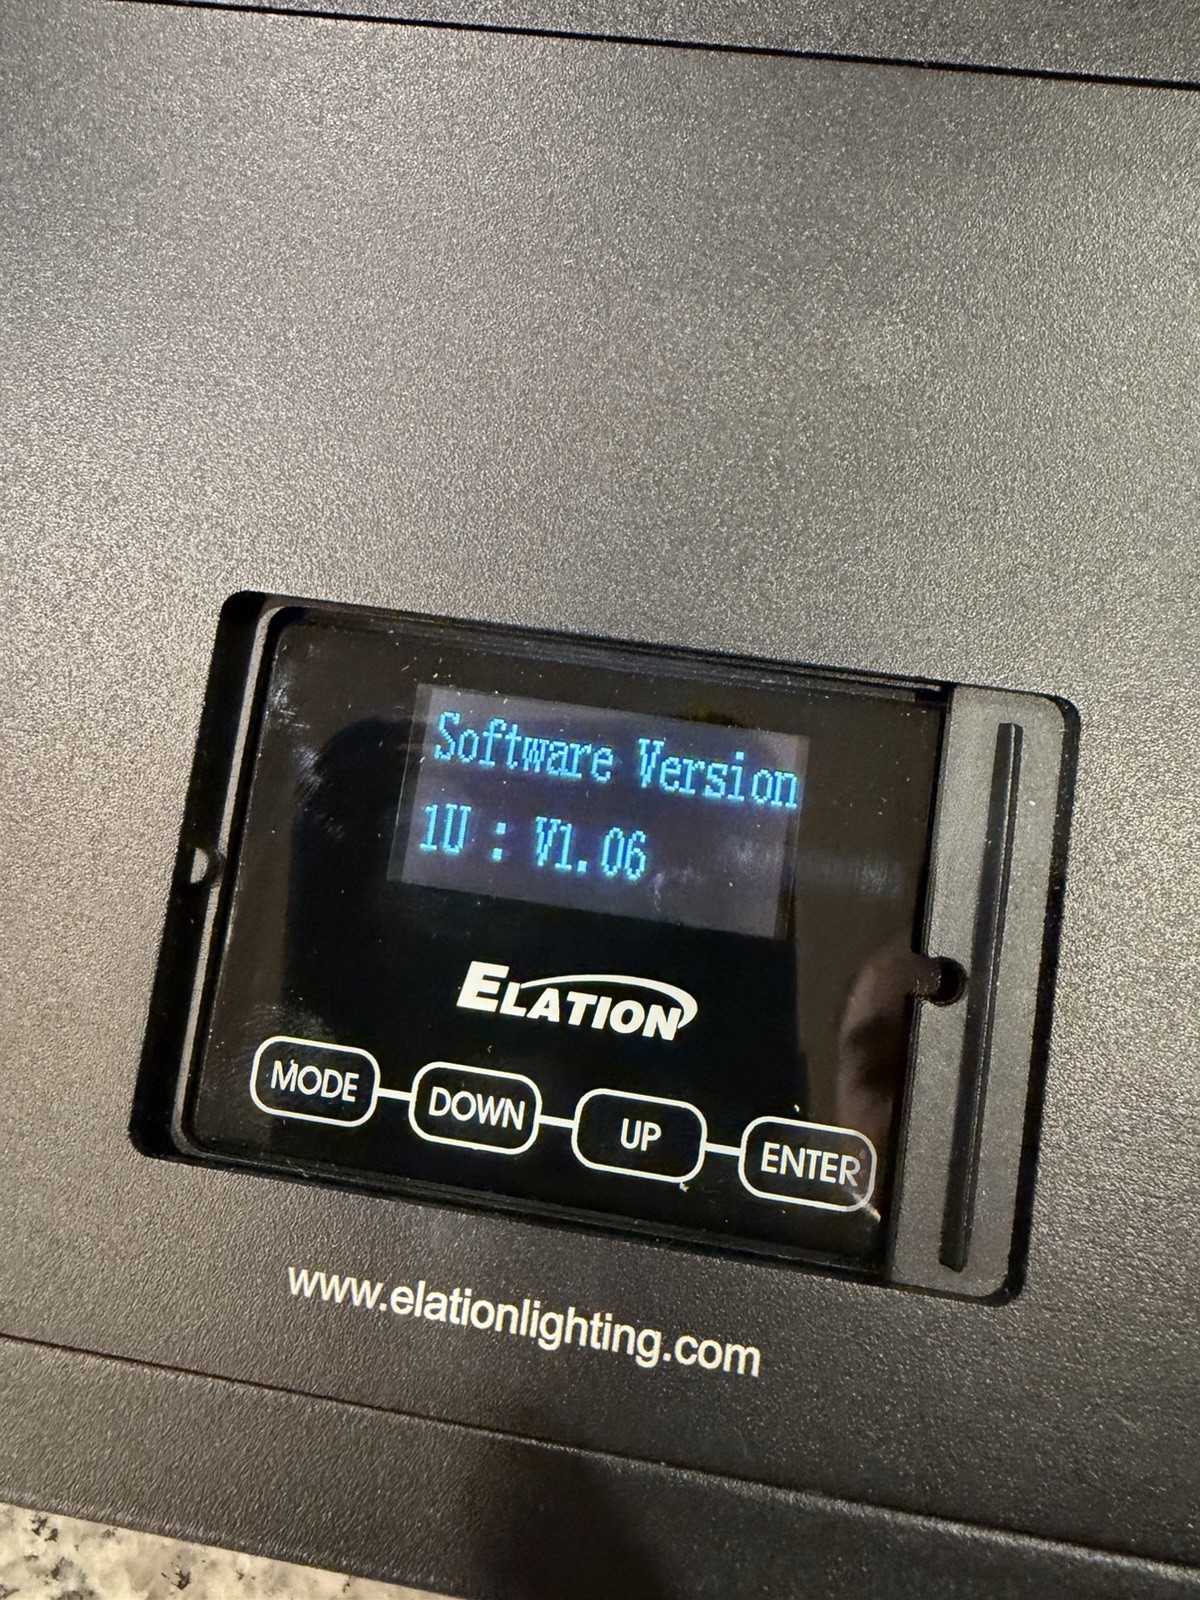 Software Version
1U : V1.06
ELATION
MODE DOWN UP ENTER
www.elationlighting.com